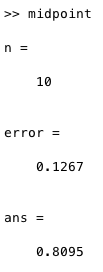 >> midpoint
n =
10
error =
0.1267
ans =
0.8095